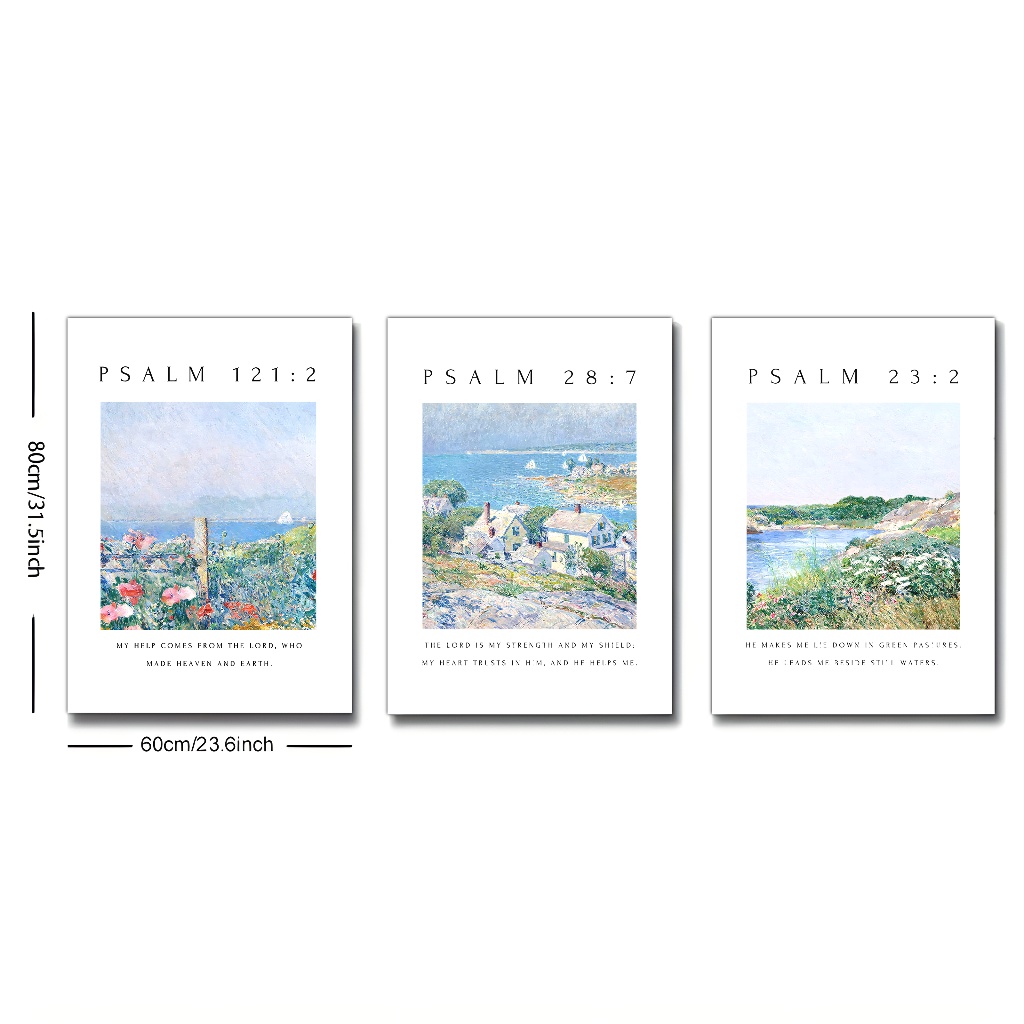 PSALM 121:2
MY HELP COMES FROM THE LORD, WHO
MADE HEAVEN AND EARTH.
PSALM 28:7
THE LORD IS MY STRENGTH AND MY SHIELD;
MY HEART TRUSTS IN HIM, AND HE HELPS ME.
PSALM 23:2
HE MAKES ME LIE DOWN IN GREEN PASTURES.
HE LEADS ME BESIDE STILL WATERS.
80cm/31.5inch
60cm/23.6inch